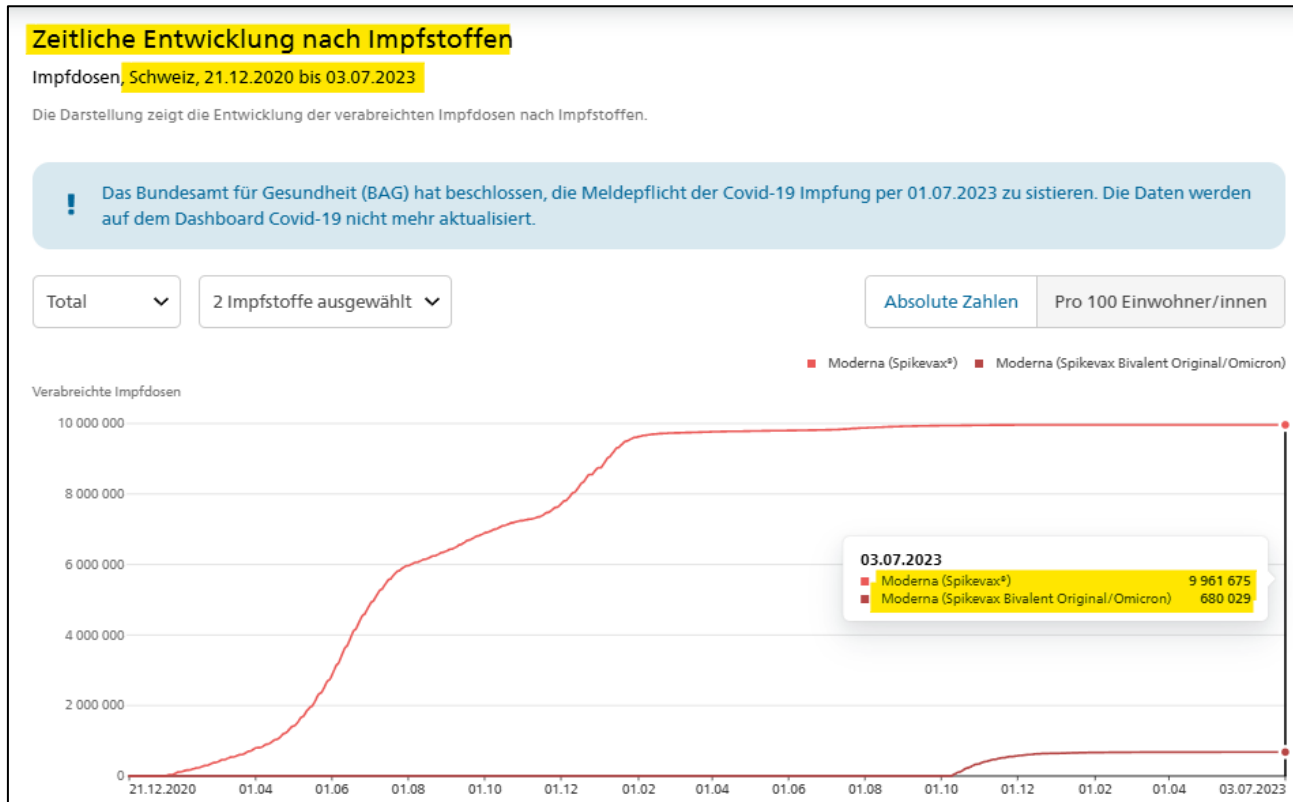 Zeitliche Entwicklung nach Impfstoffen
Impfdosen, Schweiz, 21.12.2020 bis 03.07.2023
Die Darstellung zeigt die Entwicklung der verabreichten Impfdosen nach Impfstoffen.
! Das Bundesamt für Gesundheit (BAG) hat beschlossen, die Meldepflicht der Covid-19 Impfung per 01.07.2023 zu sistieren. Die Daten werden
auf dem Dashboard Covid-19 nicht mehr aktualisiert.
Total 2 Impfstoffe ausgewählt Absolute Zahlen Pro 100 Einwohner/innen
Moderna (Spikevax®) Moderna (Spikevax Bivalent Original/Omicron)
Verabreichte Impfdosen
10 000 000
8 000 000
6 000 000
4 000 000
2 000 000
0
03.07.2023
Moderna (Spikevax®) 9 961 675
Moderna (Spikevax Bivalent Original/Omicron) 680 029
21.12.2020 01.04 01.06 01.08 01.10 01.12 01.02 01.04 01.06 01.08 01.10 01.12 01.02 01.04 03.07.2023